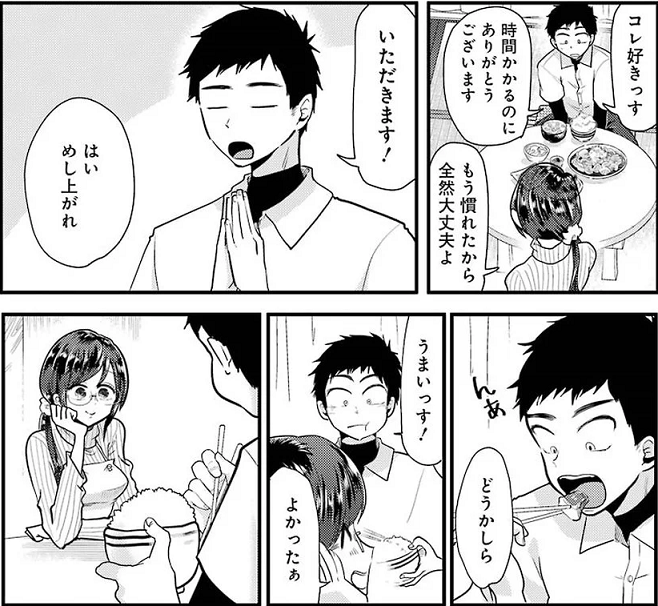 コレ好きっす
時間かかるのに
ありがとう
ございます
もう慣れたから
全然大丈夫よ
いただきます!
はい
めし上がれ
んあ
どうかしら
うまいっす!
よかったぁ